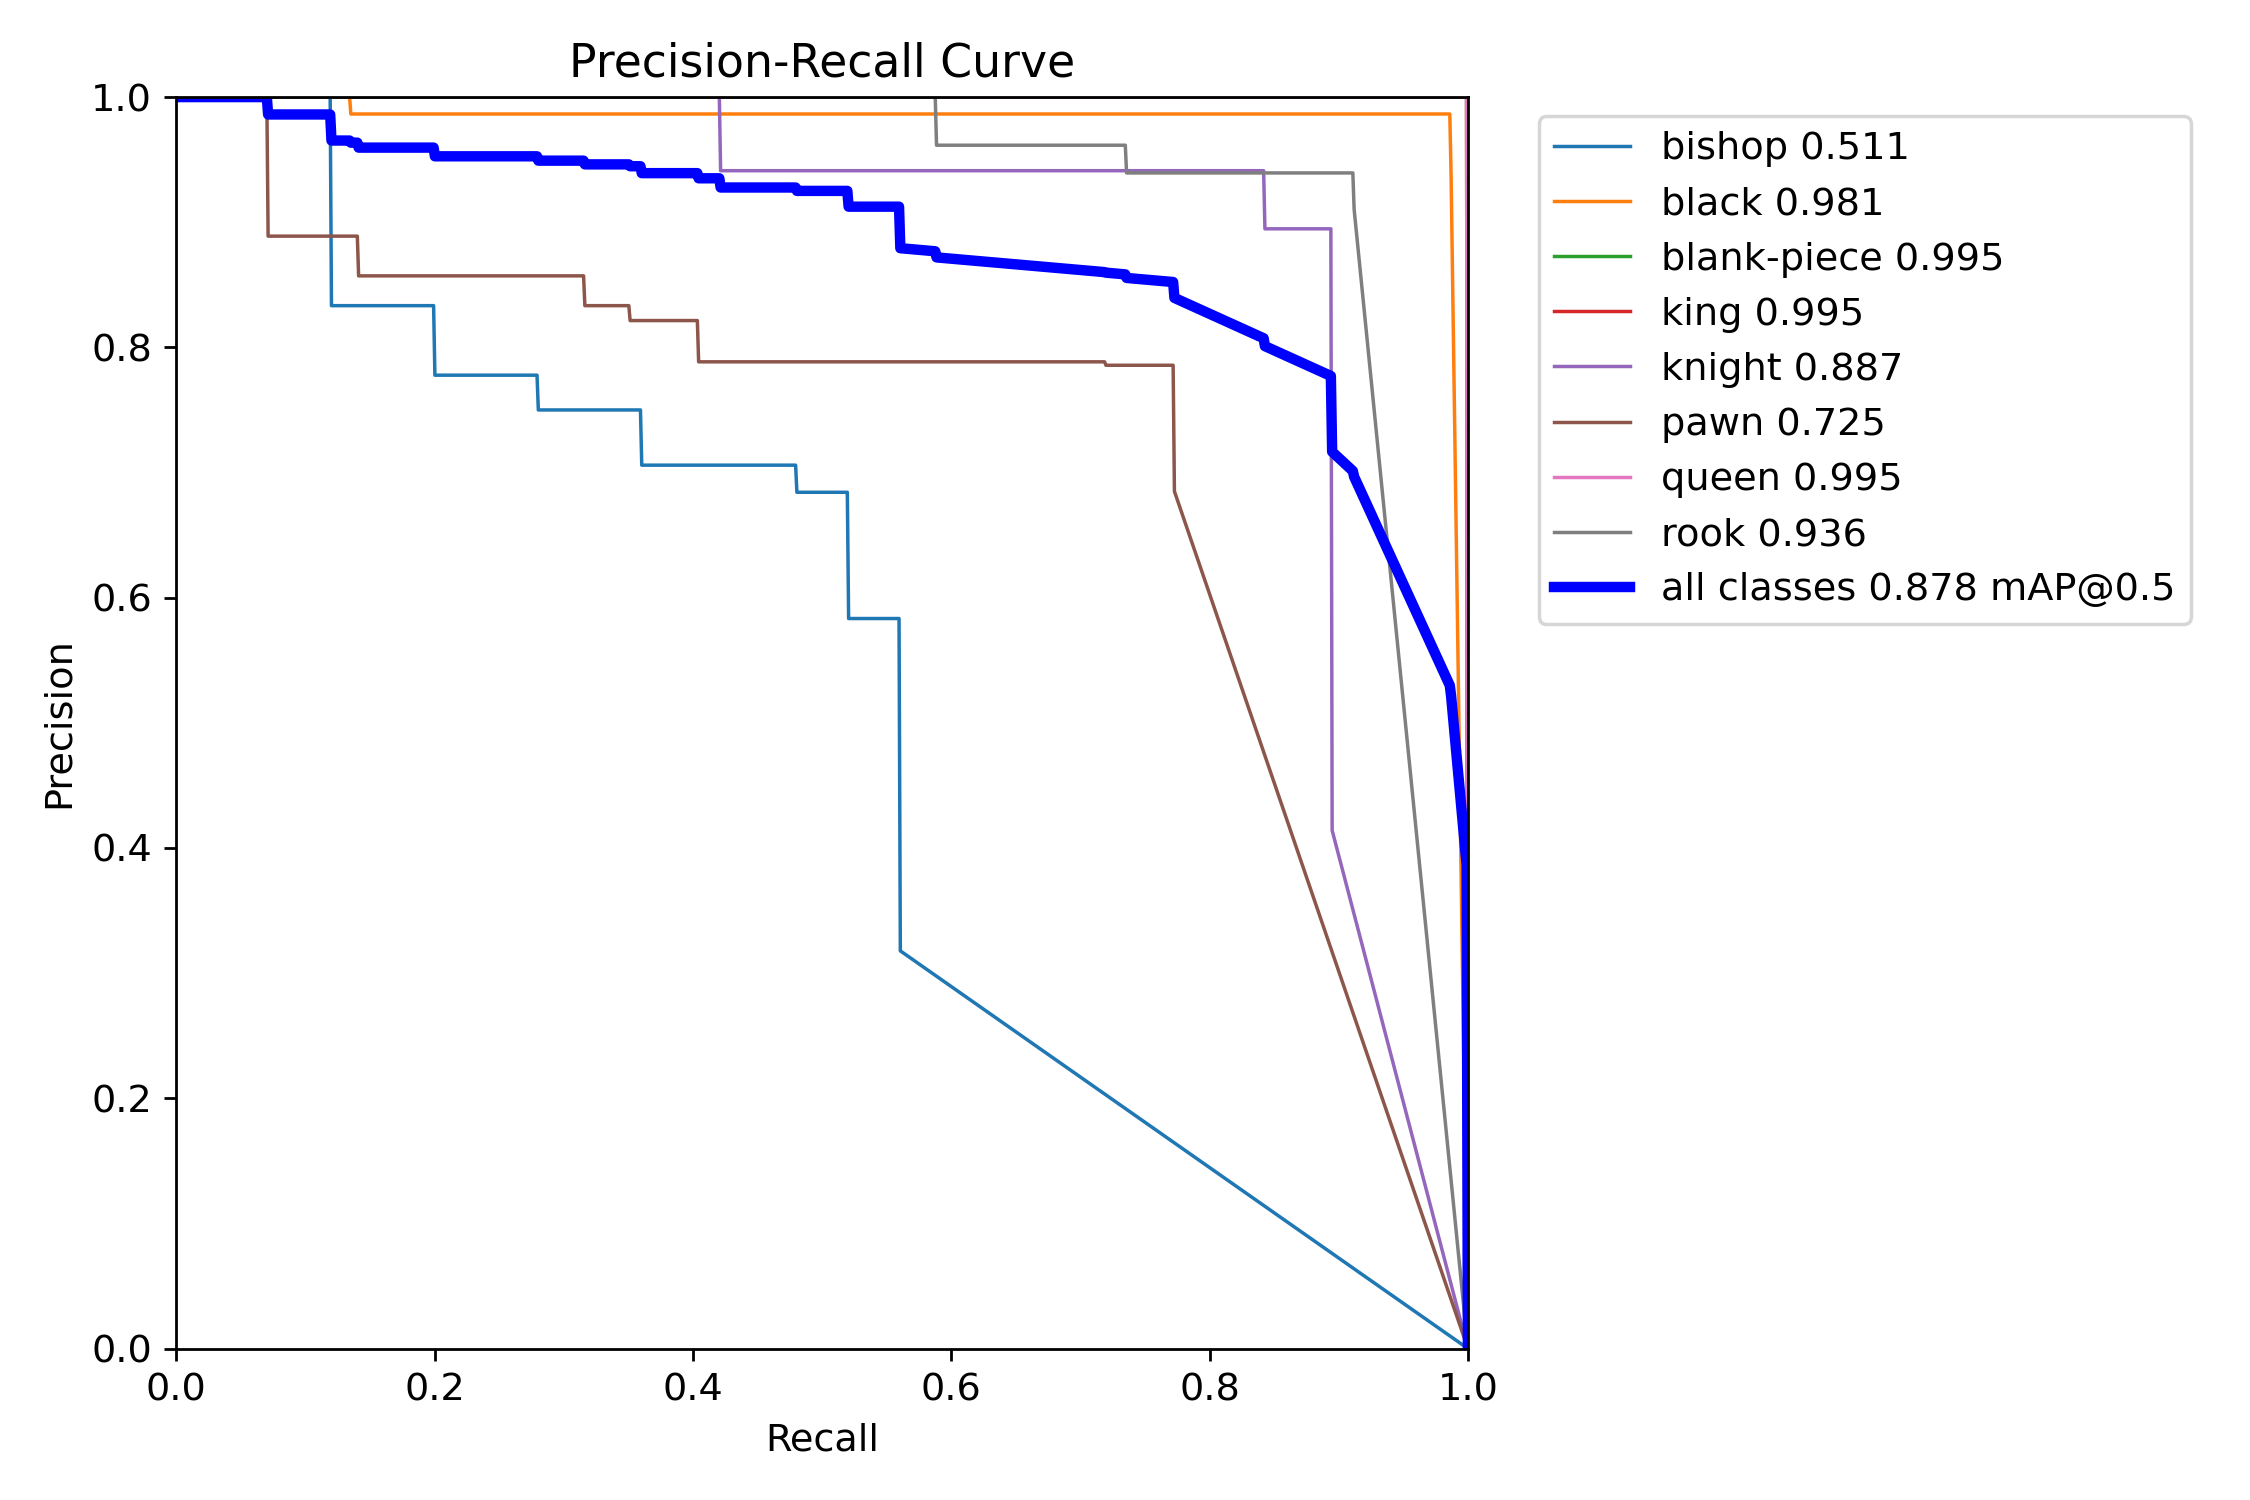 Precision-Recall Curve
1.0
0.8
0.6
0.4
0.2
0.0
Precision
0.0 0.2 0.4 0.6 0.8 1.0
Recall
bishop 0.511
black 0.981
blank-piece 0.995
king 0.995
knight 0.887
pawn 0.725
queen 0.995
rook 0.936
all classes 0.878 mAP@0.5